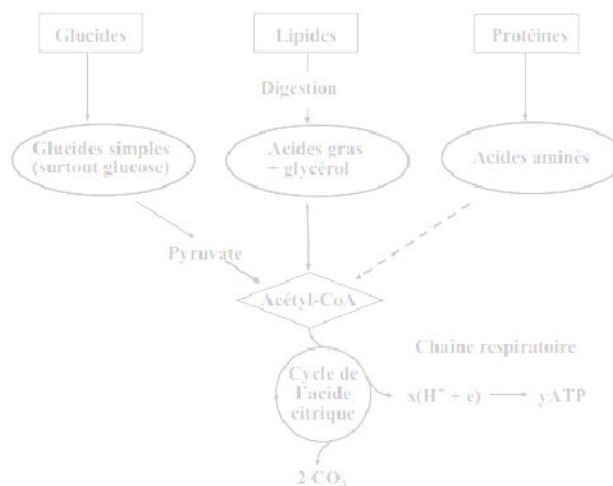 Glucides
Lipides
Protéines
Digestion
Glucides simples
(surtout glucose)
Acides gras
+ glycérol
Acides aminés
Pyruvate
Acétyl-CoA
Chaîne respiratoire
Cycle de
l'acide
citrique
x(H⁺ + e)
yATP
2 CO₂